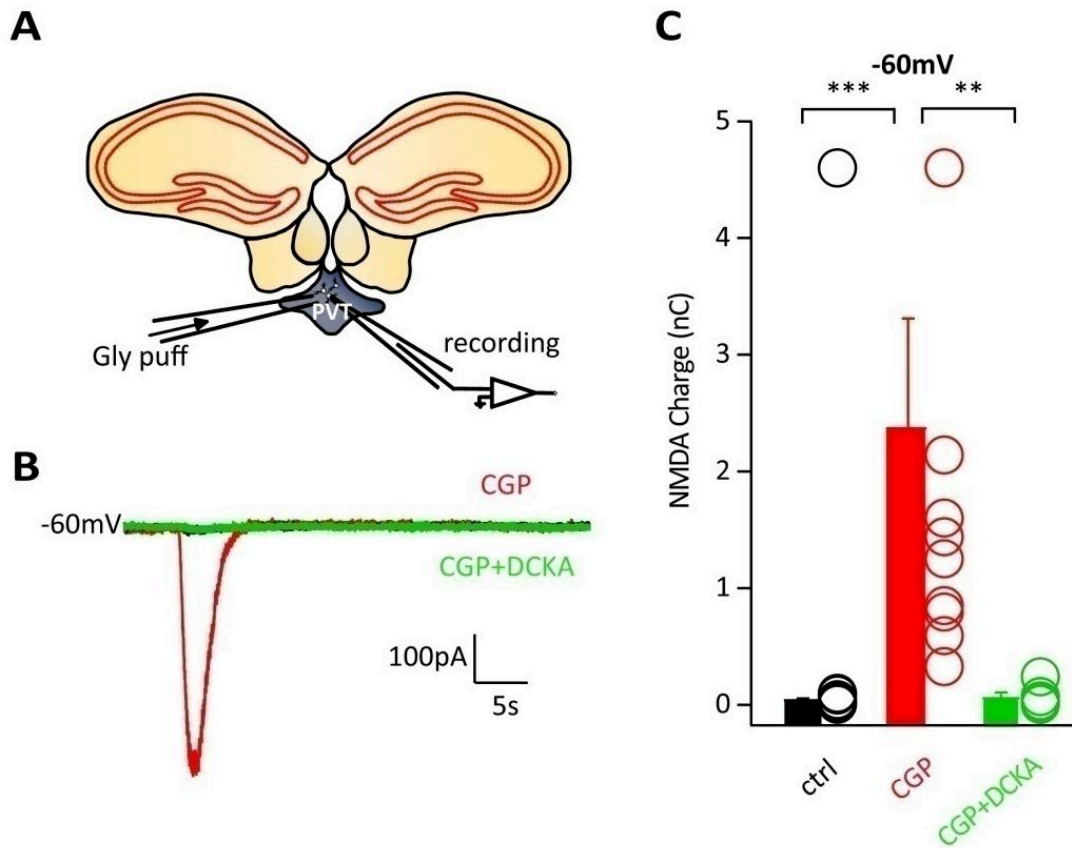 A
PVT
Gly puff
recording
B
-60mV
CGP
CGP+DCKA
100pA
5s
C
-60mV
***
**
NMDA Charge (nC)
5
4
3
2
1
0
ctrl
CGP
CGP+DCKA